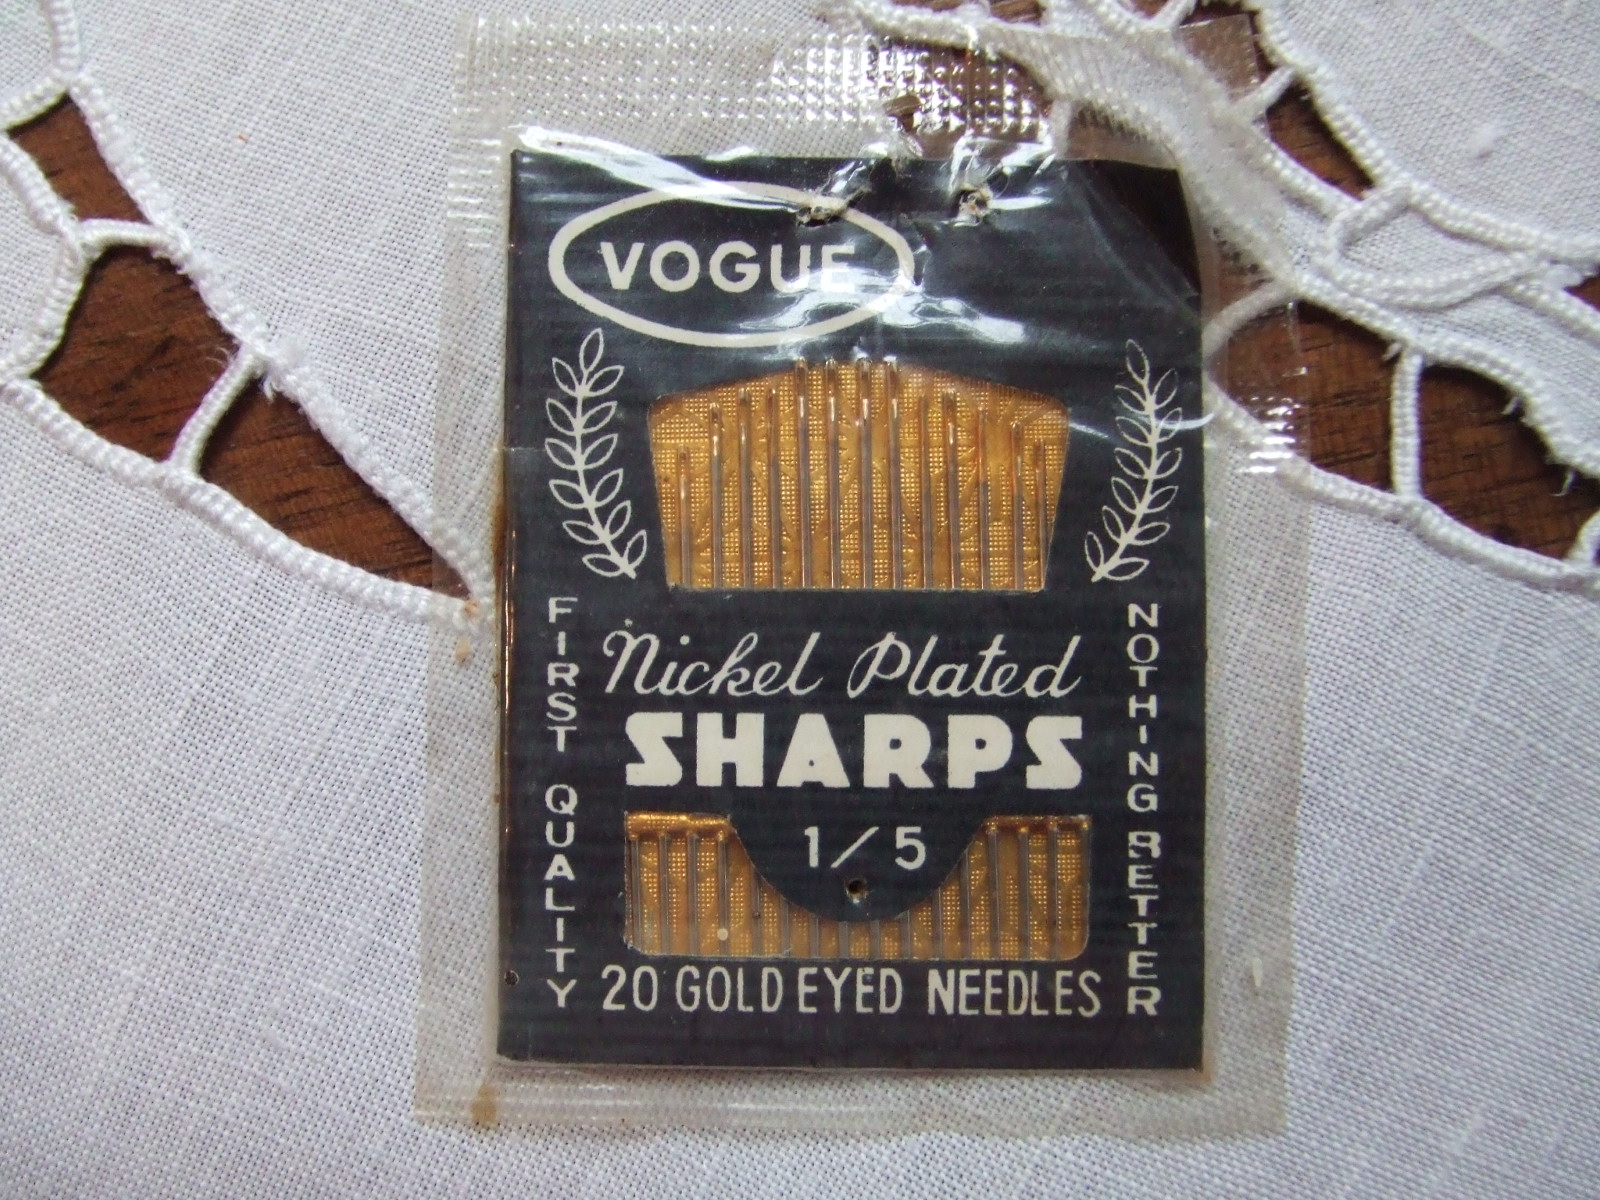 VOGUE
FIRST QUALITY
NOTHING BETTER
Nickel Plated
SHARPS
1/5
20 GOLD EYED NEEDLES